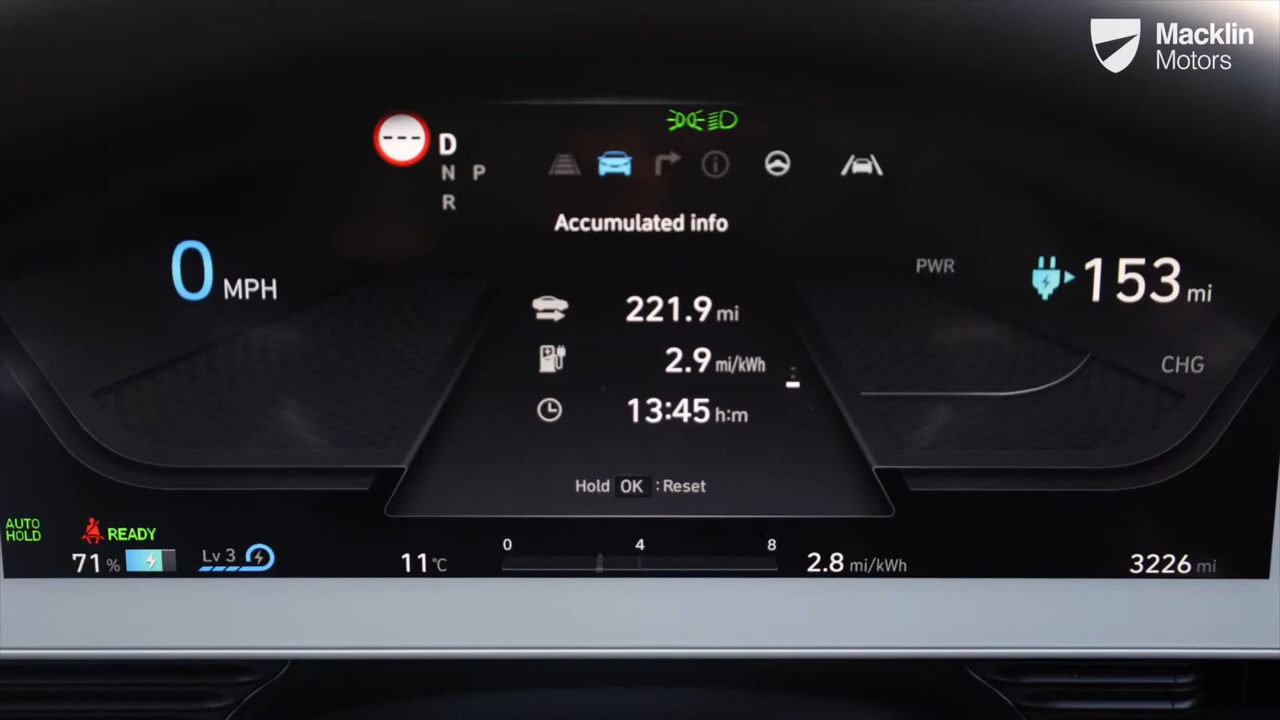 Macklin
Motors
D
N P
R
Accumulated info
0 MPH
PWR
153 mi
221.9 mi
2.9 mi/kWh
CHG
13:45 h:m
Hold OK : Reset
AUTO
HOLD
READY
71 %
Lv 3
11°C
0 4 8
2.8 mi/kWh
3226 mi